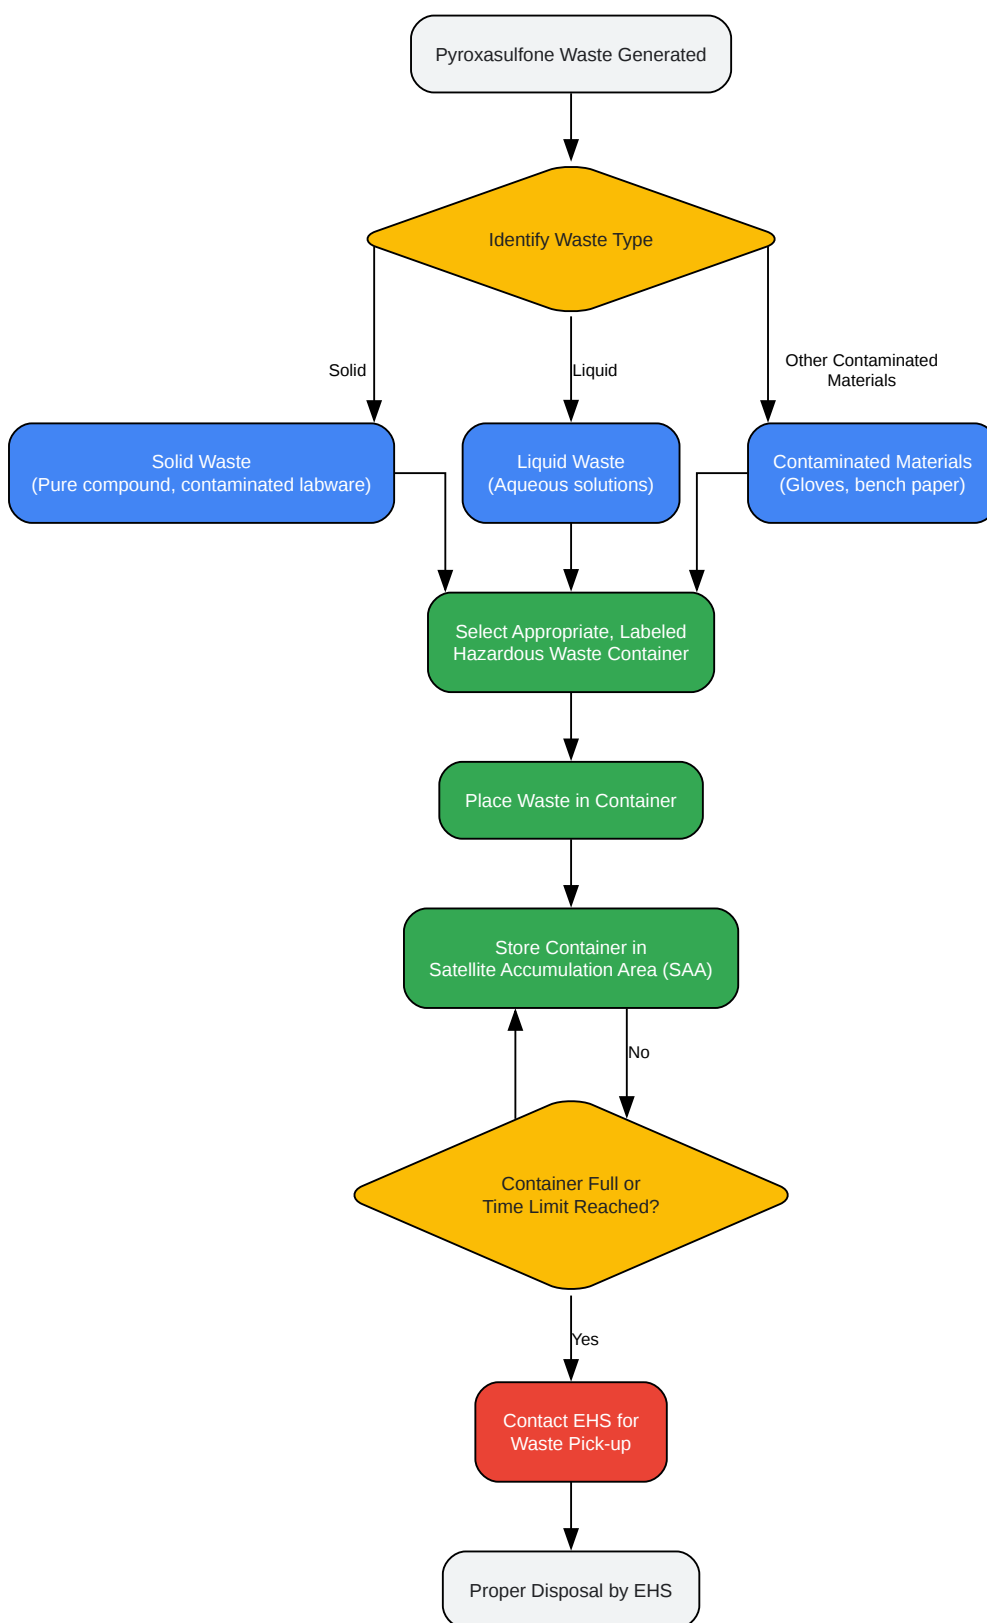 Pyroxasulfone Waste Generated
Identify Waste Type
Solid
Liquid
Other Contaminated
Materials
Solid Waste
(Pure compound, contaminated labware)
Liquid Waste
(Aqueous solutions)
Contaminated Materials
(Gloves, bench paper)
Select Appropriate, Labeled
Hazardous Waste Container
Place Waste in Container
Store Container in
Satellite Accumulation Area (SAA)
No
Container Full or
Time Limit Reached?
Yes
Contact EHS for
Waste Pick-up
Proper Disposal by EHS